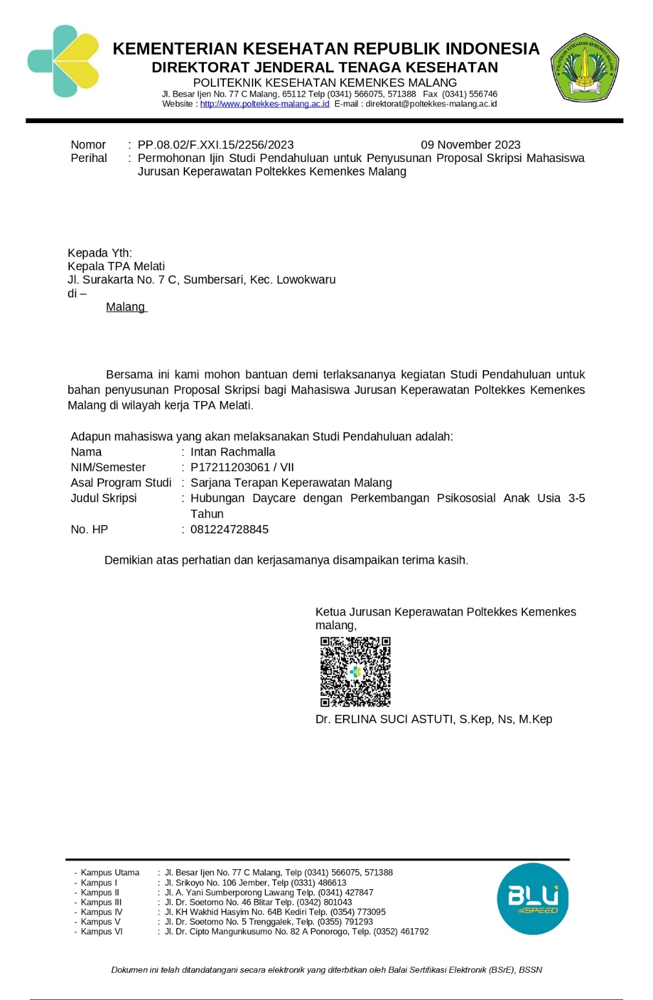 KEMENTERIAN KESEHATAN REPUBLIK INDONESIA
DIREKTORAT JENDERAL TENAGA KESEHATAN
POLITEKNIK KESEHATAN KEMENKES MALANG
Jl. Besar Ijen No. 77 C Malang, 65112 Telp (0341) 566075, 571388 Fax (0341) 556746
Website : http://www.poltekkes-malang.ac.id E-mail : direktorat@poltekkes-malang.ac.id
POLITEKNIK KESEHATAN KEMENKES MALANG
Nomor : PP.08.02/F.XXI.15/2256/2023 09 November 2023
Perihal : Permohonan Ijin Studi Pendahuluan untuk Penyusunan Proposal Skripsi Mahasiswa
Jurusan Keperawatan Poltekkes Kemenkes Malang
Kepada Yth:
Kepala TPA Melati
Jl. Surakarta No. 7 C, Sumbersari, Kec. Lowokwaru
di –
Malang
Bersama ini kami mohon bantuan demi terlaksananya kegiatan Studi Pendahuluan untuk
bahan penyusunan Proposal Skripsi bagi Mahasiswa Jurusan Keperawatan Poltekkes Kemenkes
Malang di wilayah kerja TPA Melati.
Adapun mahasiswa yang akan melaksanakan Studi Pendahuluan adalah:
Nama : Intan Rachmalla
NIM/Semester : P17211203061 / VII
Asal Program Studi : Sarjana Terapan Keperawatan Malang
Judul Skripsi : Hubungan Daycare dengan Perkembangan Psikososial Anak Usia 3-5
Tahun
No. HP : 081224728845
Demikian atas perhatian dan kerjasamanya disampaikan terima kasih.
Ketua Jurusan Keperawatan Poltekkes Kemenkes
malang,
Dr. ERLINA SUCI ASTUTI, S.Kep, Ns, M.Kep
- Kampus Utama : Jl. Besar Ijen No. 77 C Malang, Telp (0341) 566075, 571388
- Kampus I : Jl. Srikoyo No. 106 Jember, Telp (0331) 486613
- Kampus II : Jl. A. Yani Sumberporong Lawang Telp. (0341) 427847
- Kampus III : Jl. Dr. Soetomo No. 46 Blitar Telp. (0342) 801043
- Kampus IV : Jl. KH Wakhid Hasyim No. 64B Kediri Telp. (0354) 773095
- Kampus V : Jl. Dr. Soetomo No. 5 Trenggalek, Telp. (0355) 791293
- Kampus VI : Jl. Dr. Cipto Mangunkusumo No. 82 A Ponorogo, Telp. (0352) 461792
BLU
SPEED
Dokumen ini telah ditandatangani secara elektronik yang diterbitkan oleh Balai Sertifikasi Elektronik (BSrE), BSSN